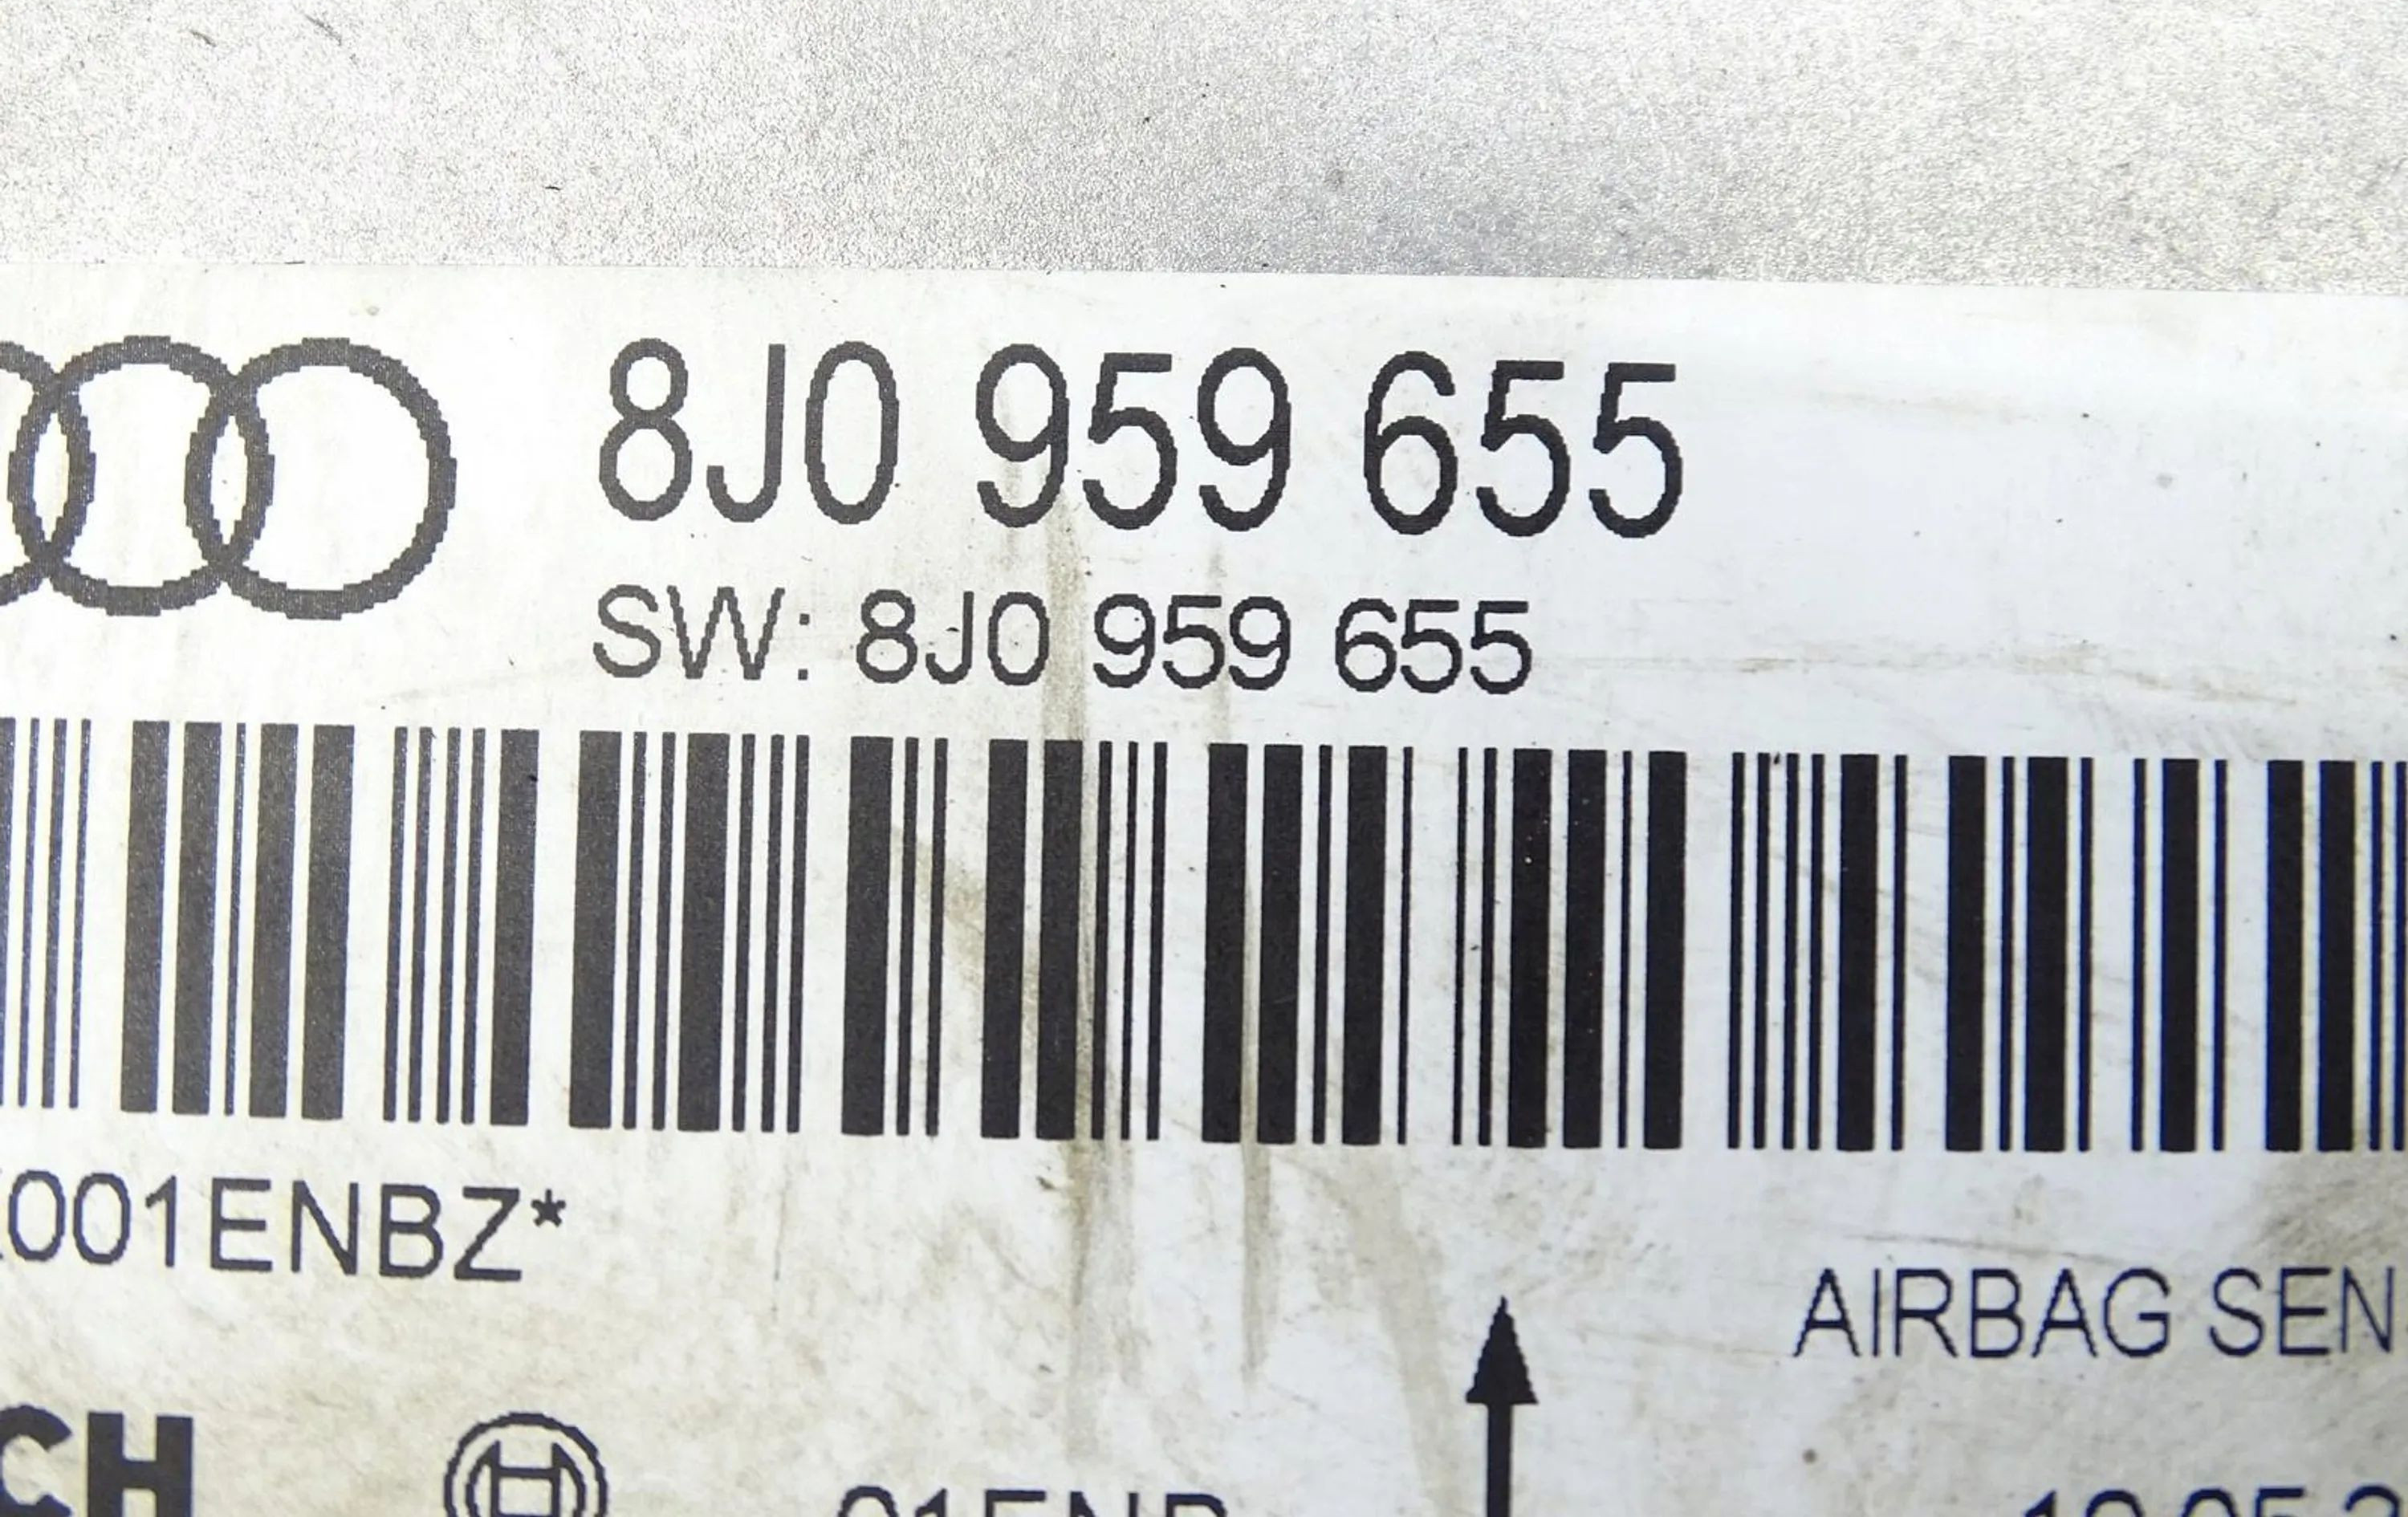 8J0 959 655
SW: 8J0 959 655
001ENBZ*
AIRBAG SEN
CH